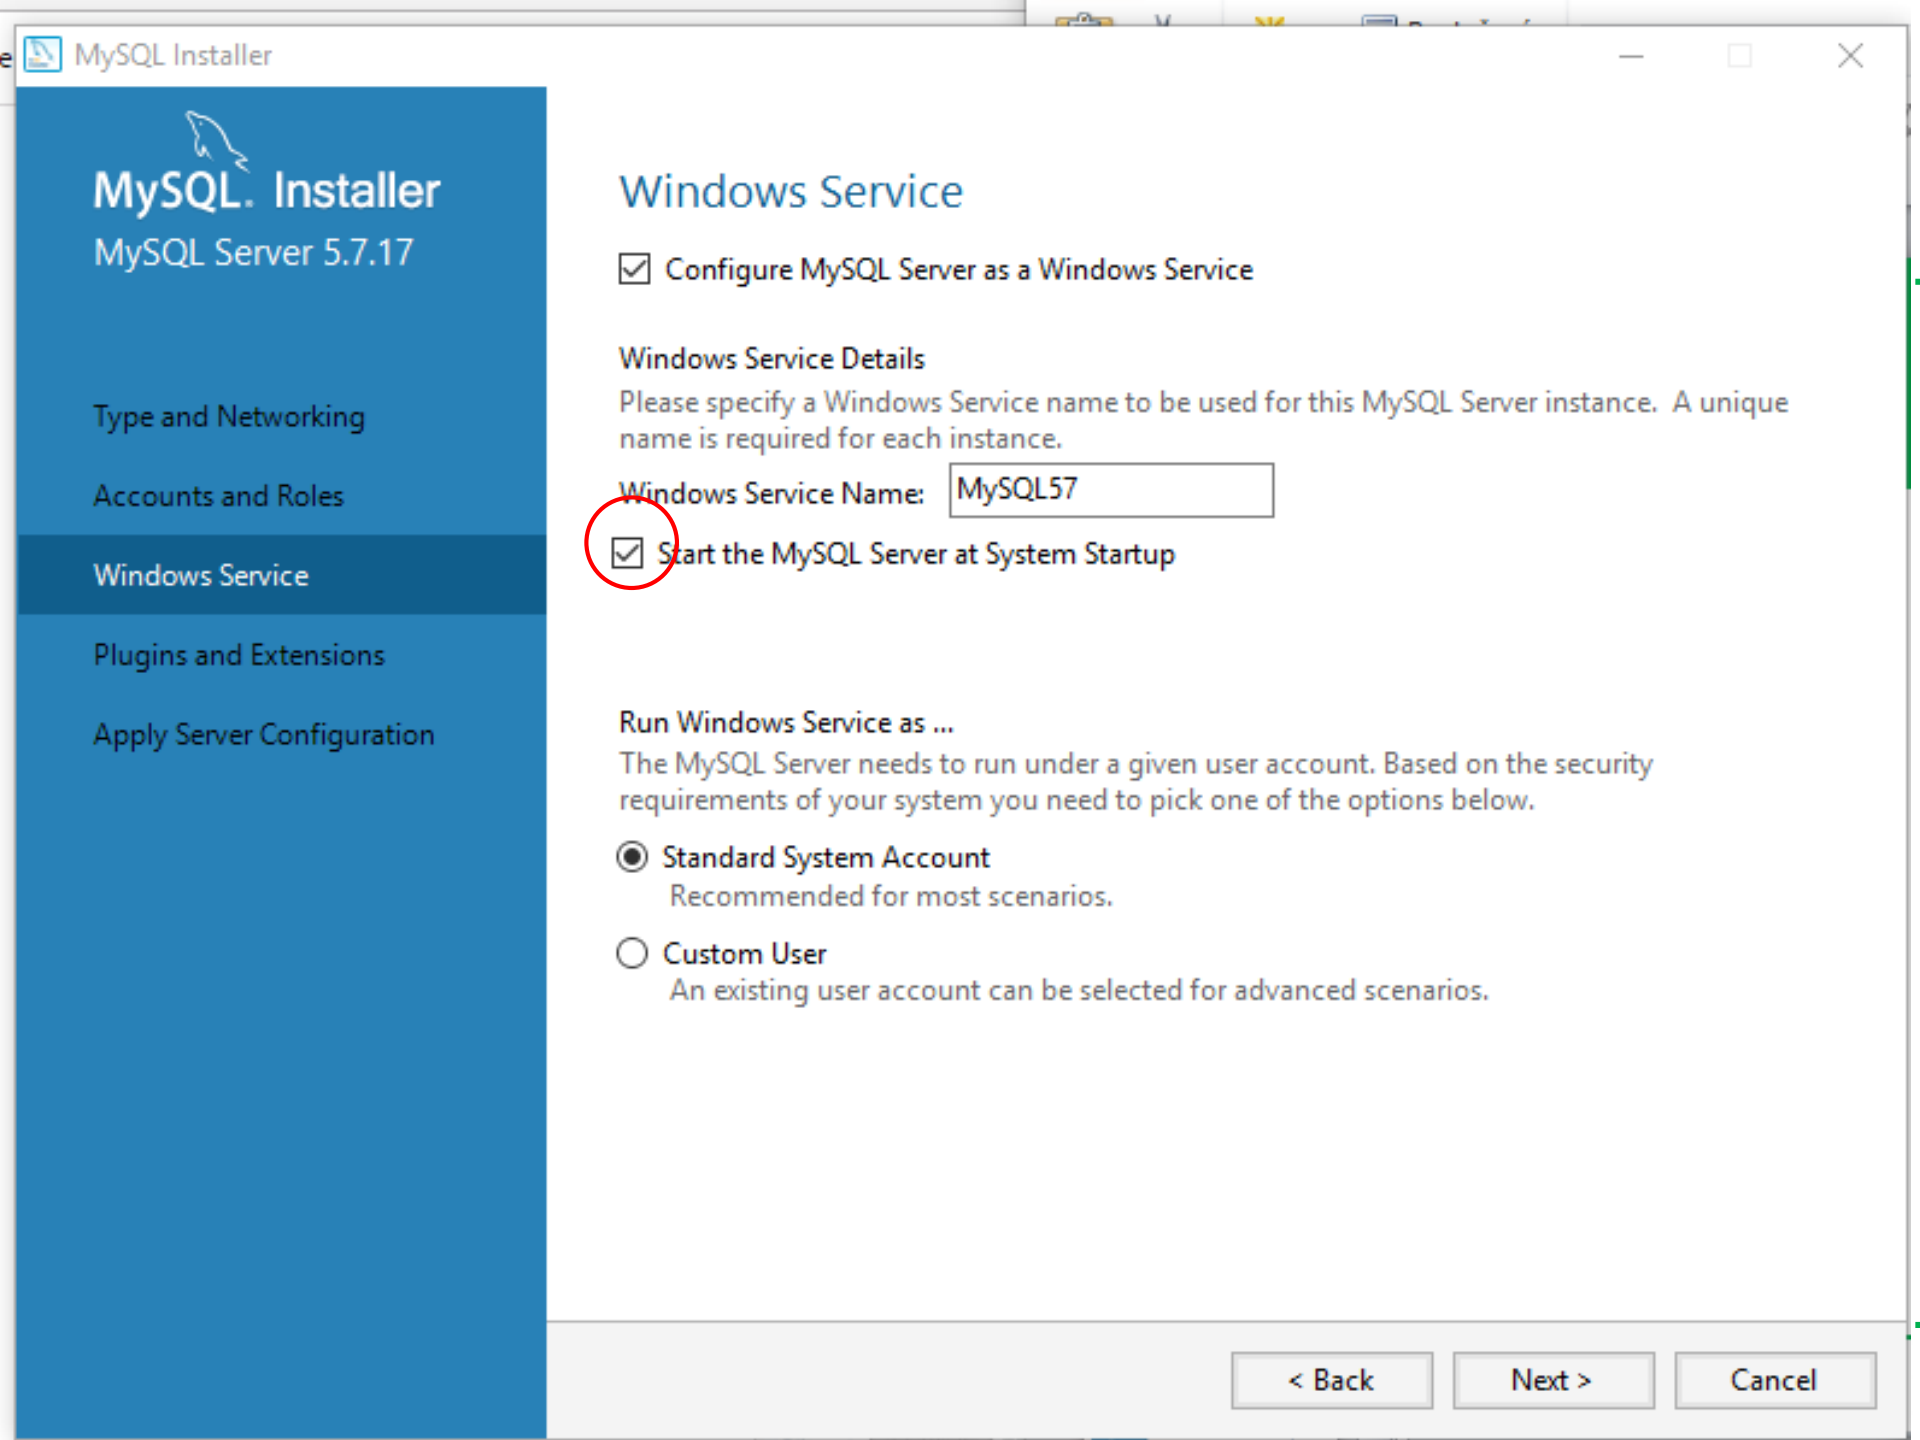 MySQL Installer
MySQL. Installer
MySQL Server 5.7.17
Type and Networking
Accounts and Roles
Windows Service
Plugins and Extensions
Apply Server Configuration
Windows Service
Configure MySQL Server as a Windows Service
Windows Service Details
Please specify a Windows Service name to be used for this MySQL Server instance. A unique
name is required for each instance.
Windows Service Name: MySQL57
Start the MySQL Server at System Startup
Run Windows Service as ...
The MySQL Server needs to run under a given user account. Based on the security
requirements of your system you need to pick one of the options below.
Standard System Account
Recommended for most scenarios.
Custom User
An existing user account can be selected for advanced scenarios.
< Back Next > Cancel